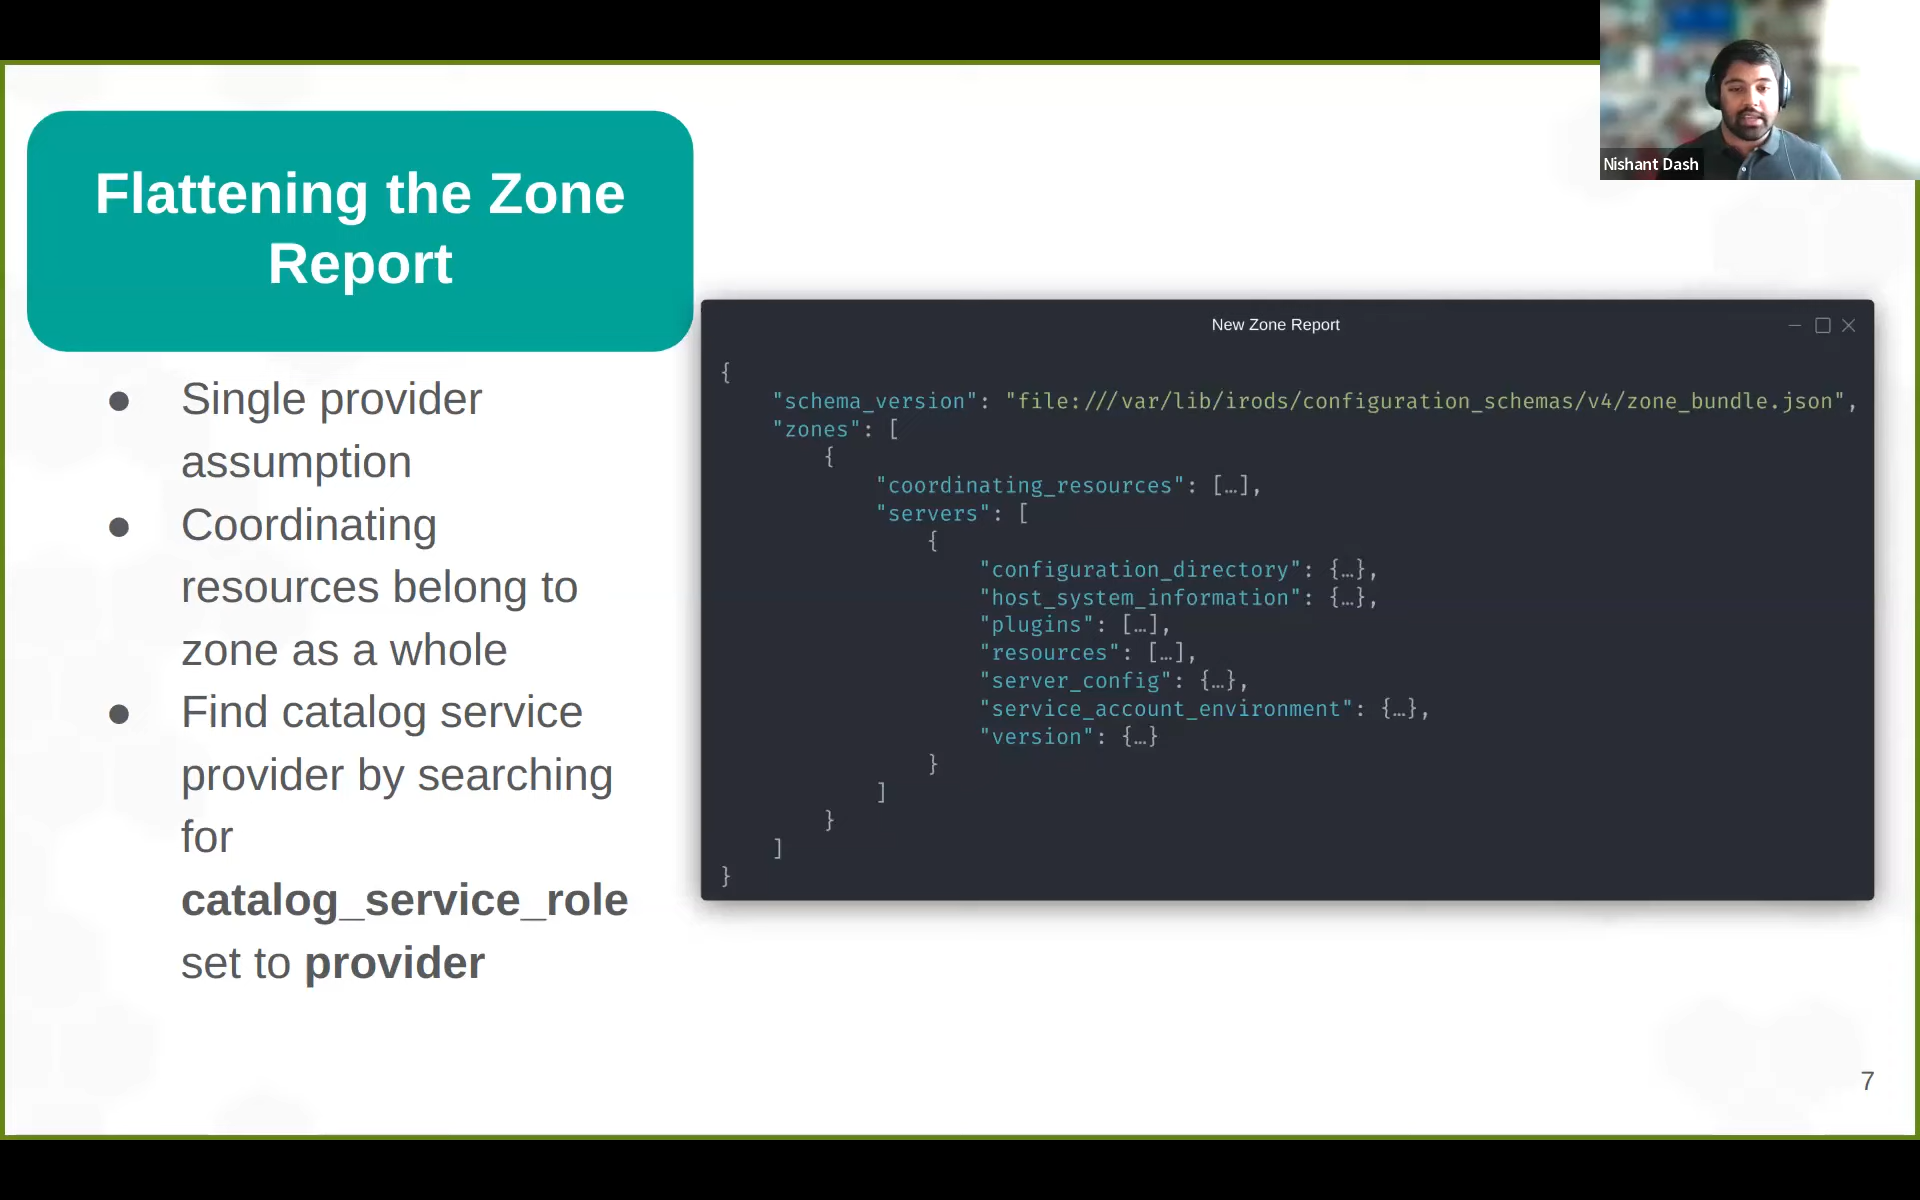 Nishant Dash
Flattening the Zone
Report
● Single provider
assumption
● Coordinating
resources belong to
zone as a whole
● Find catalog service
provider by searching
for
catalog_service_role
set to provider
New Zone Report
{
    "schema_version": "file:///var/lib/irods/configuration_schemas/v4/zone_bundle.json",
    "zones": [
        {
            "coordinating_resources": […],
            "servers": [
                {
                    "configuration_directory": {…},
                    "host_system_information": {…},
                    "plugins": […],
                    "resources": […],
                    "server_config": {…},
                    "service_account_environment": {…},
                    "version": {…}
                }
            ]
        }
    ]
}
7